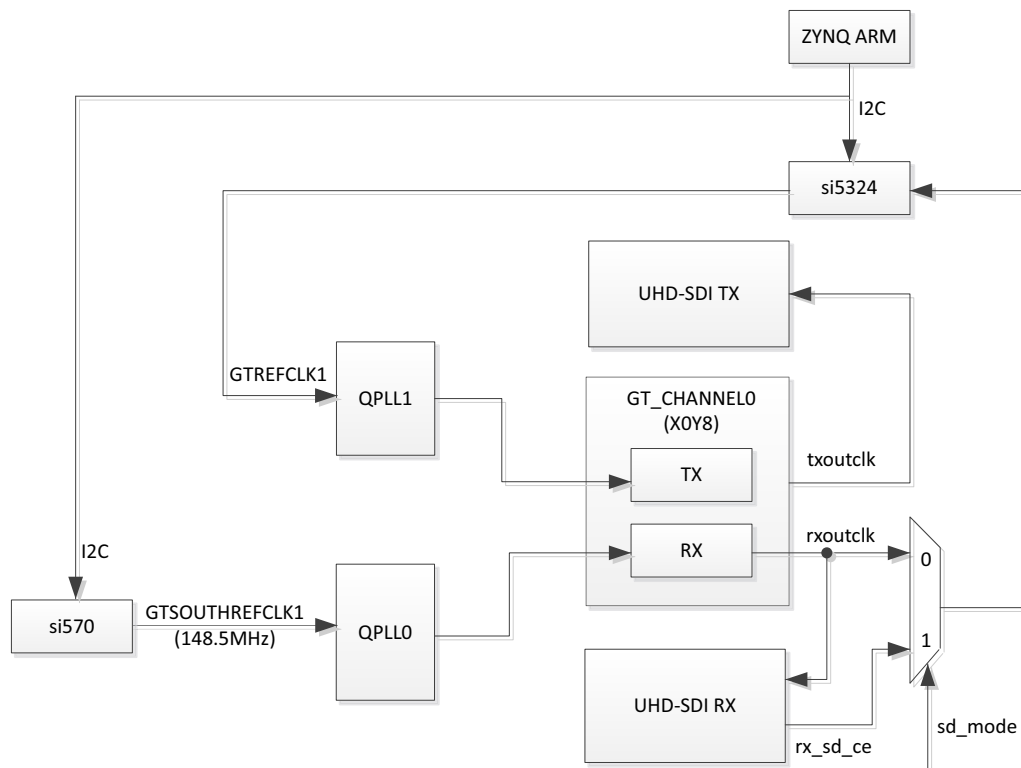 ZYNQ ARM
I2C
si5324
UHD-SDI TX
GTREFCLK1
QPLL1
GT_CHANNEL0
(X0Y8)
TX
txoutclk
RX
rxoutclk
0
I2C
si570
GTSOUTHREFCLK1
(148.5MHz)
QPLL0
1
UHD-SDI RX
rx_sd_ce
sd_mode